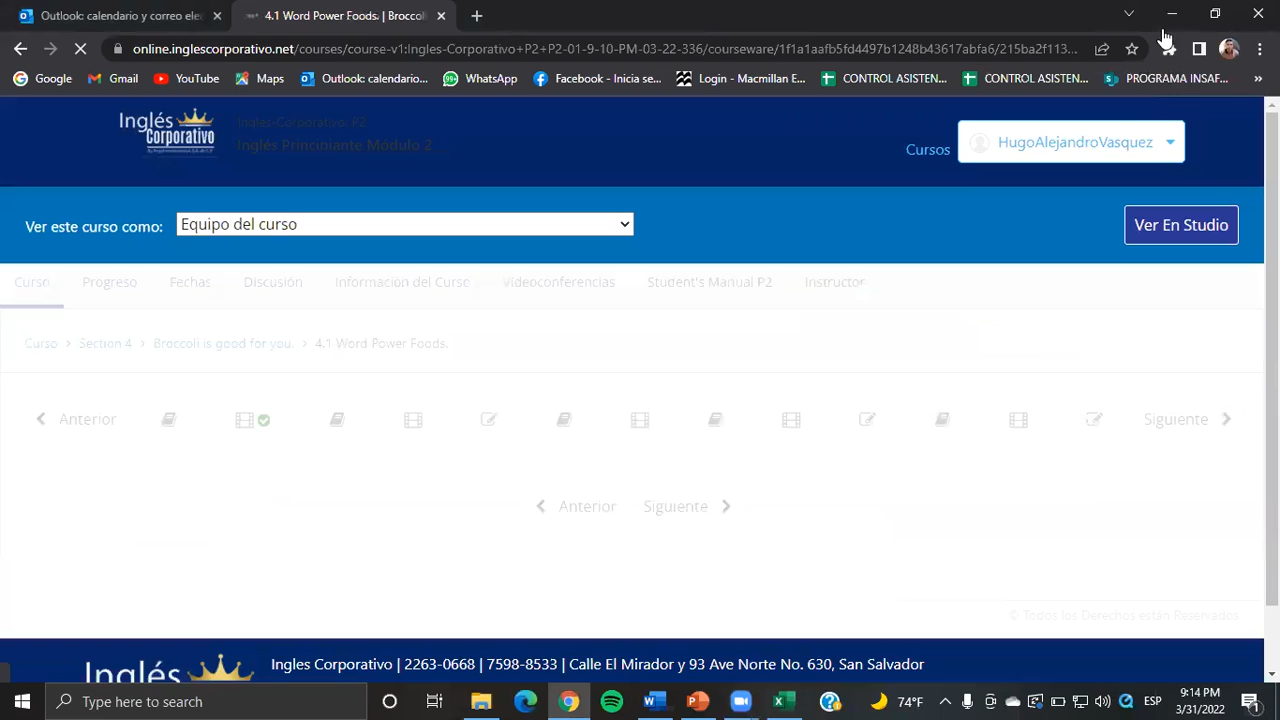 Outlook: calendario y correo ele
4.1 Word Power Foods. | Broccoli
online.inglescorporativo.net/courses/course-v1:Ingles-Corporativo+P2+P2-01-9-10-PM-03-22-336/courseware/1f1a1aafb5fd4497b1248b43617abfa6/215ba2f113...
Google
Gmail
YouTube
Maps
Outlook: calendario...
WhatsApp
Facebook - Inicia se...
Login - Macmillan E...
CONTROL ASISTEN...
CONTROL ASISTEN...
PROGRAMA INSAF...
»
Inglés
Corporativo
Ingles-Corporativo: P2
Inglés Principiante Módulo 2
Cursos
HugoAlejandroVasquez
Ver este curso como:
Equipo del curso
Ver En Studio
Curso
Progreso
Fechas
Discusión
Información del Curso
Videoconferencias
Student's Manual P2
Instructor
Curso > Section 4 > Broccoli is good for you. > 4.1 Word Power Foods.
Anterior
Siguiente
Anterior
Siguiente
© Todos los Derechos están Reservados
Inglés
Ingles Corporativo | 2263-0668 | 7598-8533 | Calle El Mirador y 93 Ave Norte No. 630, San Salvador
Type here to search
74°F
ESP
9:14 PM
3/31/2022